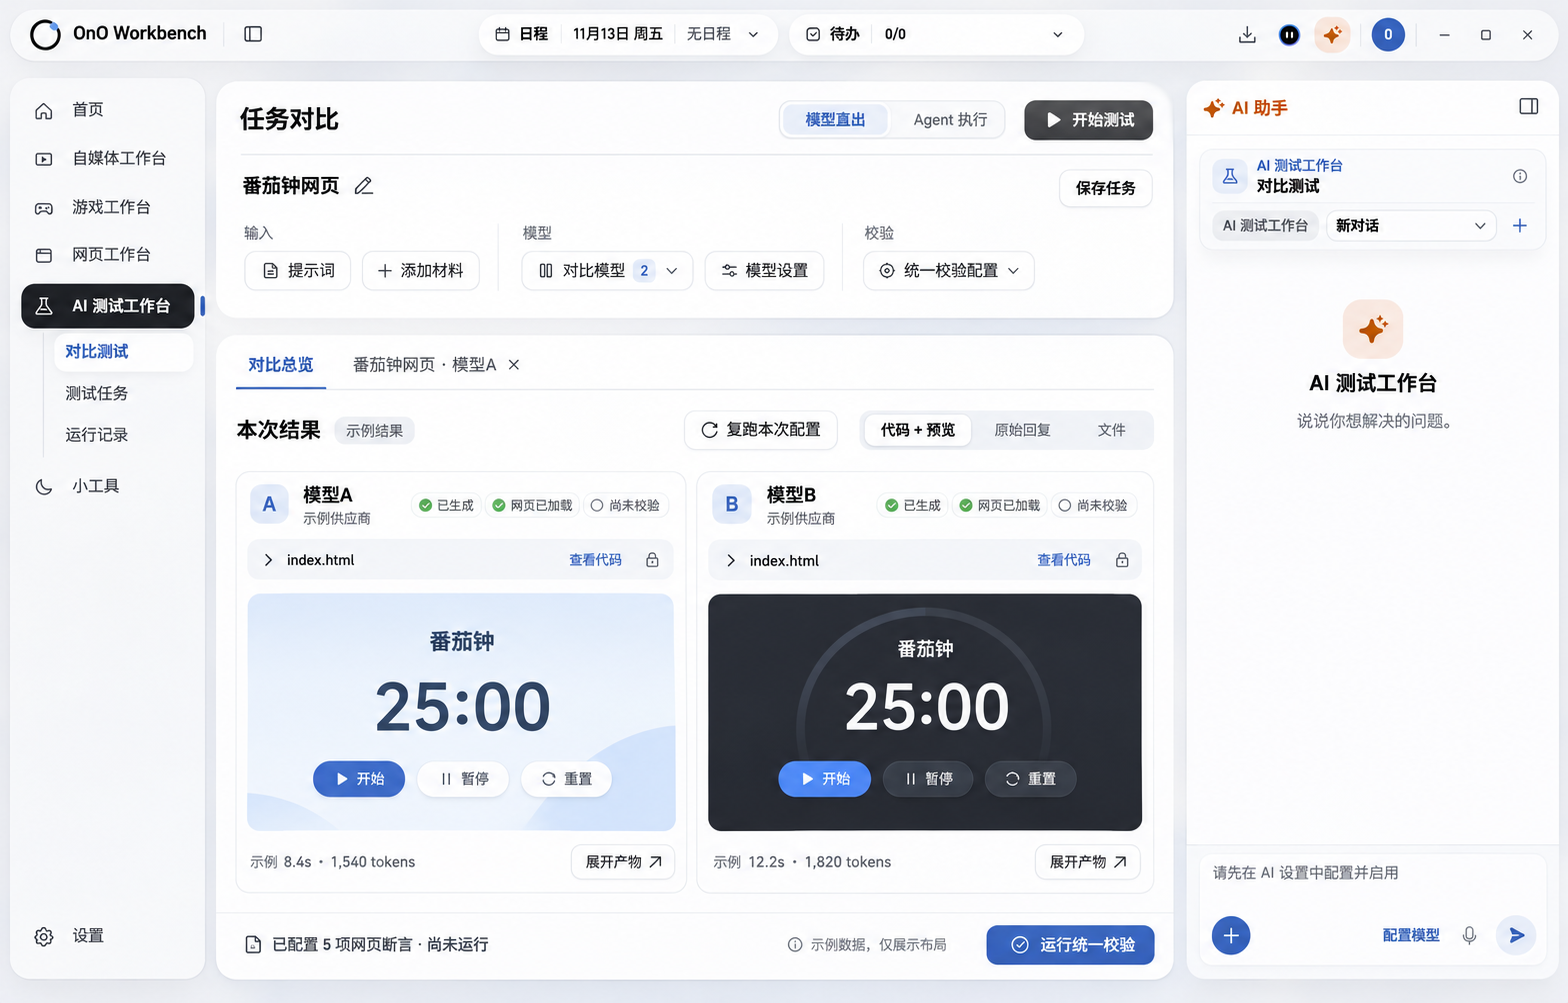 OnO Workbench
日程 11月13日 周五 无日程
待办 0/0
0
首页
自媒体工作台
游戏工作台
网页工作台
AI 测试工作台
对比测试
测试任务
运行记录
小工具
设置
任务对比
模型直出 Agent 执行
开始测试
番茄钟网页
保存任务
输入
提示词 添加材料
模型
对比模型 2 模型设置
校验
统一校验配置
对比总览 番茄钟网页 · 模型A
本次结果 示例结果
复跑本次配置
代码 + 预览 原始回复 文件
A
模型A
示例供应商
已生成 网页已加载 尚未校验
index.html 查看代码
番茄钟
25:00
开始 暂停 重置
示例 8.4s • 1,540 tokens
展开产物
B
模型B
示例供应商
已生成 网页已加载 尚未校验
index.html 查看代码
番茄钟
25:00
开始 暂停 重置
示例 12.2s • 1,820 tokens
展开产物
已配置 5 项网页断言 · 尚未运行
示例数据，仅展示布局
运行统一校验
AI 助手
AI 测试工作台
对比测试
AI 测试工作台 新对话
AI 测试工作台
说说你想解决的问题。
请先在 AI 设置中配置并启用
配置模型